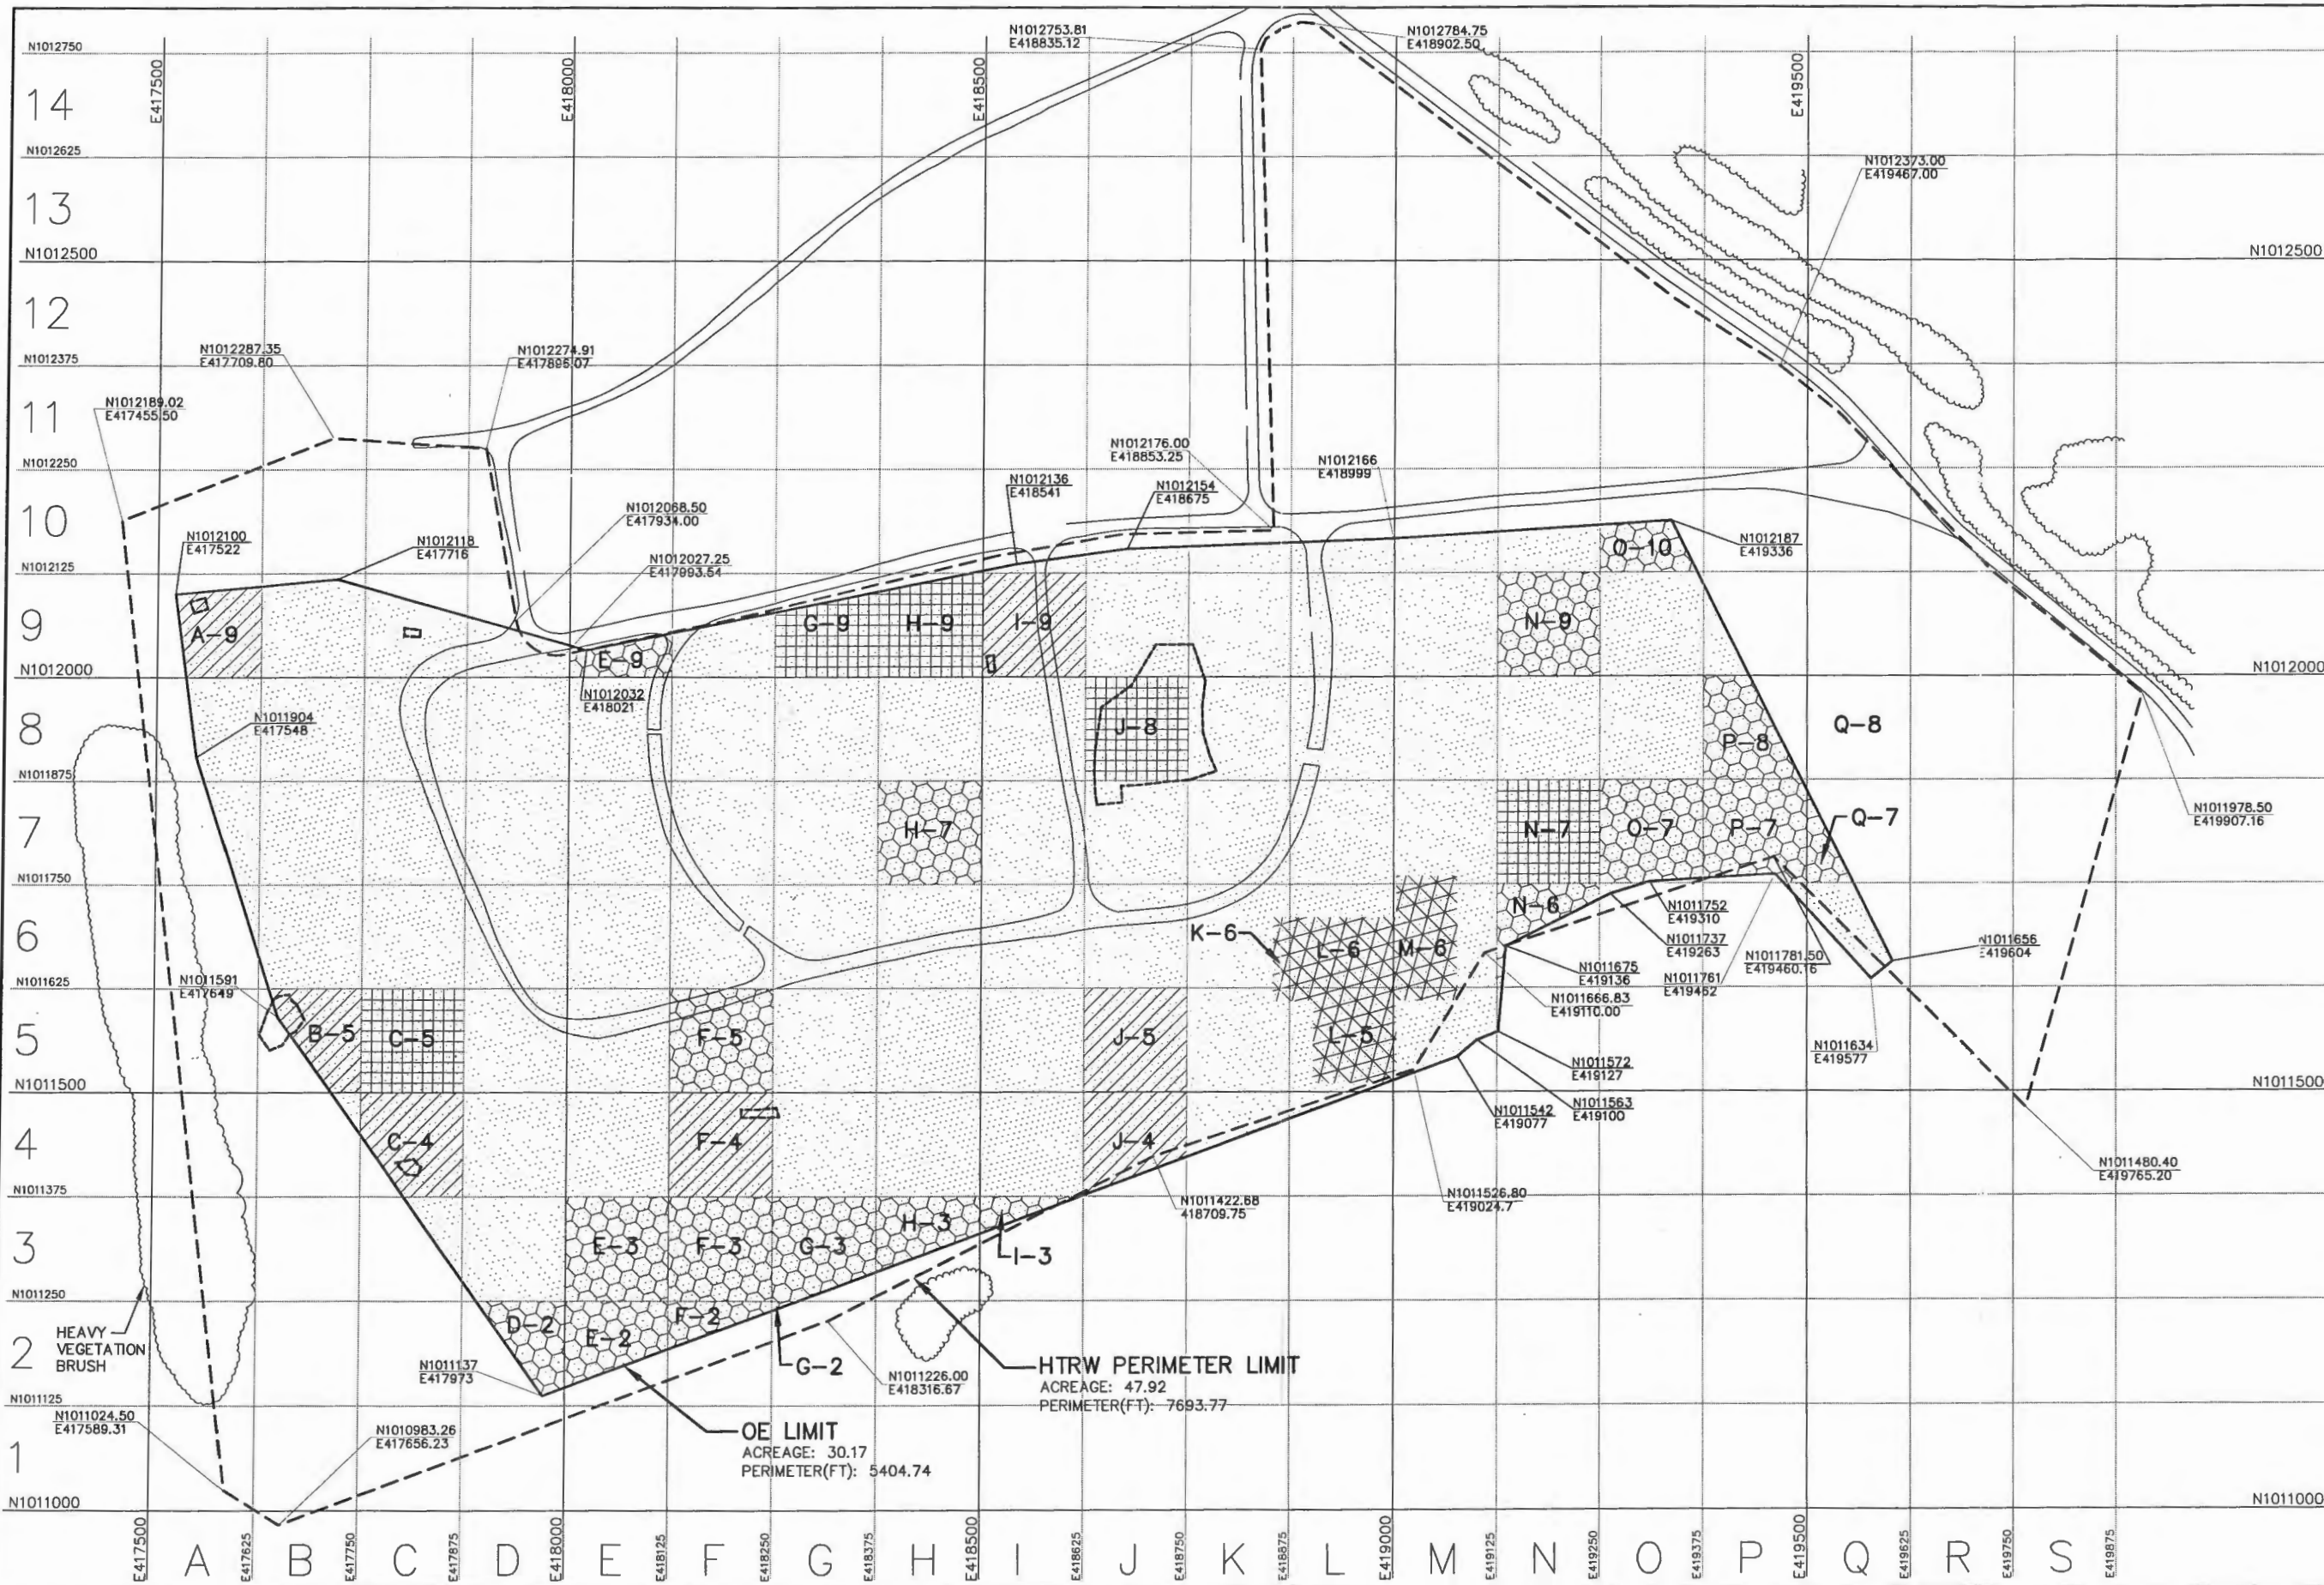 N1012750
E417500
E418000
N1012753.81
E418835.12
E418500
N1012784.75
E418902.50
E419500
14
N1012625
N1012373.00
E419467.00
13
N1012500
N1012500
12
N1012287.35
E417709.80
N1012274.91
E417895.07
N1012375
N1012189.02
E417455.50
11
N1012176.00
E418853.25
N1012166
E418999
N1012250
N1012136
E418541
N1012154
E418675
10
N1012068.50
E417934.00
N1012100
E417522
N1012118
E417716
N1012187
E419336
O-10
N1012027.25
E417993.54
N1012125
9
A-9
E-9
G-9
H-9
I-9
N-9
N1012000
N1012000
N1012032
E418021
8
N1011904
E417548
J-8
P-8
Q-8
N1011875
N1011978.50
E419907.16
7
H-7
N-7
O-7
P-7
Q-7
N1011750
N-6
N1011752
E419310
6
K-6
L-6
M-6
N1011737
E419263
N1011781.50
E419460.16
N1011656
E419604
N1011625
N1011591
E417649
N1011675
E419136
N1011761
E419462
N1011666.83
E419110.00
5
B-5
C-5
F-5
J-5
L-5
N1011634
E419577
N1011572
E419127
N1011500
N1011500
N1011542
E419077
N1011563
E419100
4
C-4
F-4
J-4
N1011480.40
E419765.20
N1011375
N1011422.68
418709.75
N1011526.80
E419024.7
3
E-3
F-3
G-3
H-3
I-3
N1011250
HEAVY
VEGETATION
BRUSH
2
D-2
E-2
F-2
G-2
N1011137
E417973
N1011226.00
E418316.67
HTRW PERIMETER LIMIT
ACREAGE: 47.92
PERIMETER(FT): 7693.77
N1011125
N1011024.50
E417589.31
N1010983.26
E417656.23
OE LIMIT
ACREAGE: 30.17
PERIMETER(FT): 5404.74
1
N1011000
N1011000
E417500
A
E417625
B
E417750
C
E417875
D
E418000
E
E418125
F
E418250
G
E418375
H
E418500
I
E418625
J
E418750
K
E418875
L
E419000
M
E419125
N
E419250
O
E419375
P
E419500
Q
E419625
R
E419750
S
E419875